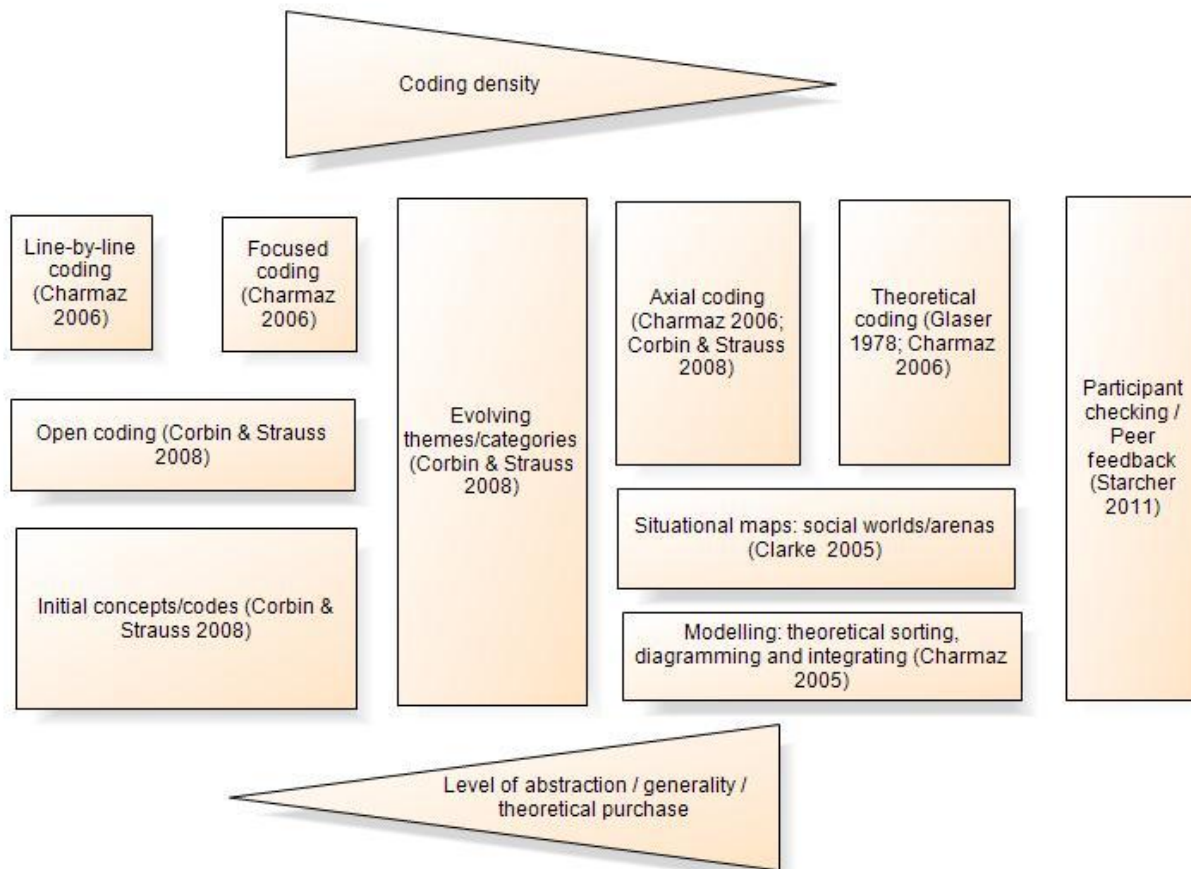 Coding density
Line-by-line
coding
(Charmaz
2006)
Focused
coding
(Charmaz
2006)
Open coding (Corbin & Strauss
2008)
Initial concepts/codes (Corbin &
Strauss 2008)
Evolving
themes/categories
(Corbin & Strauss
2008)
Axial coding
(Charmaz 2006;
Corbin & Strauss
2008)
Theoretical
coding (Glaser
1978; Charmaz
2006)
Situational maps: social worlds/arenas
(Clarke  2005)
Modelling: theoretical sorting,
diagramming and integrating (Charmaz
2005)
Participant
checking /
Peer
feedback
(Starcher
2011)
Level of abstraction / generality /
theoretical purchase